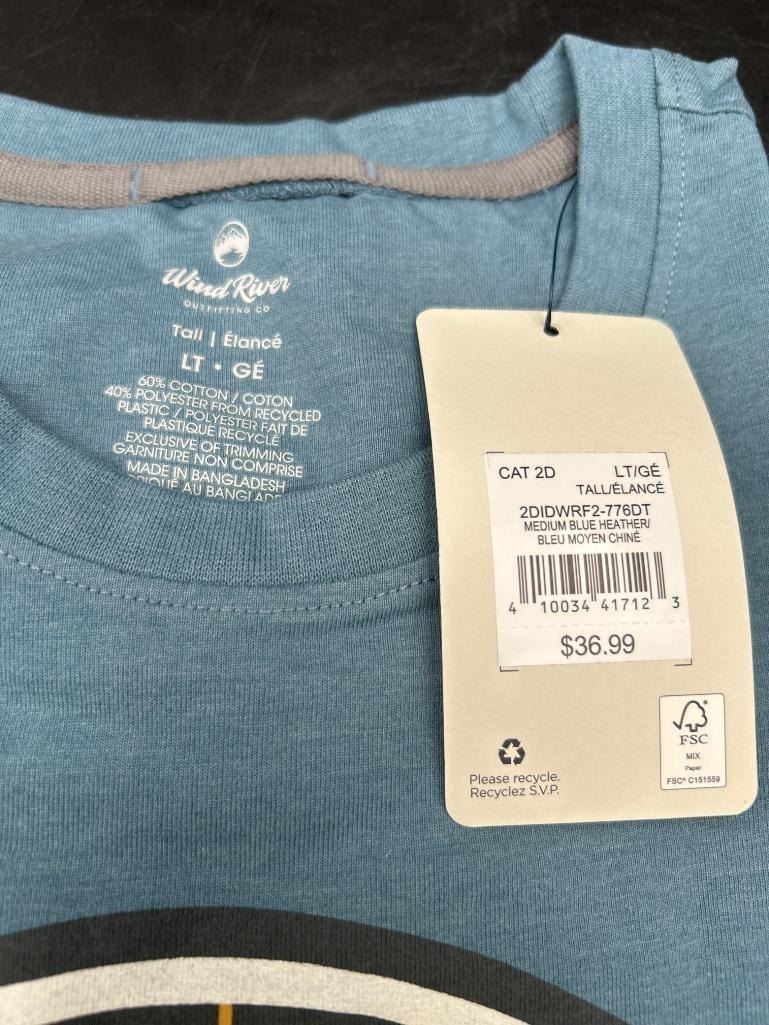 Wind River
OUTFITTING CO
Tall | Élancé
LT • GÉ
60% COTTON / COTON
40% POLYESTER FROM RECYCLED
PLASTIC / POLYESTER FAIT DE
PLASTIQUE RECYCLÉ
EXCLUSIVE OF TRIMMING
GARNITURE NON COMPRISE
MADE IN BANGLADESH
AU
CAT 2D LT/GÉ
TALL/ÉLANCÉ
2DIDWRF2-776DT
MEDIUM BLUE HEATHER/
BLEU MOYEN CHINÉ
4 10034 41712 3
$36.99
FSC
MIX
Paper
FSC® C151559
Please recycle.
Recyclez S.V.P.